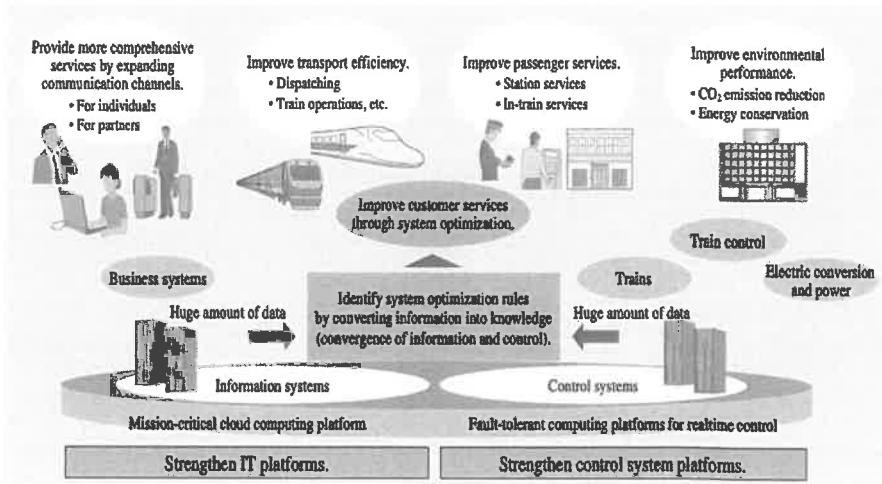 Provide more comprehensive
services by expanding
communication channels.
• For individuals
• For partners
Improve transport efficiency.
• Dispatching
• Train operations, etc.
Improve passenger services.
• Station services
• In-train services
Improve environmental
performance.
• CO₂ emission reduction
• Energy conservation
Improve customer services
through system optimization.
Train control
Business systems
Trains
Electric conversion
and power
Huge amount of data
Identify system optimization rules
by converting information into knowledge
(convergence of information and control).
Huge amount of data
Information systems
Control systems
Mission-critical cloud computing platform
Fault-tolerant computing platforms for realtime control
Strengthen IT platforms.
Strengthen control system platforms.